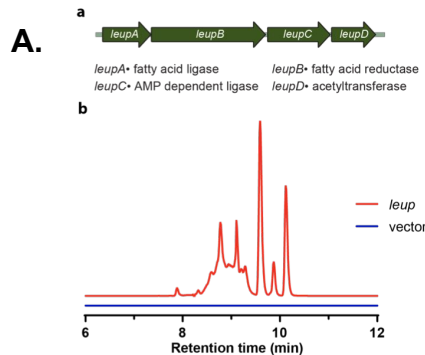 A.
a
leupA leupB leupC leupD
leupA• fatty acid ligase leupB• fatty acid reductase
leupC• AMP dependent ligase leupD• acetyltransferase
b
leup
vector
6 8 10 12
Retention time (min)